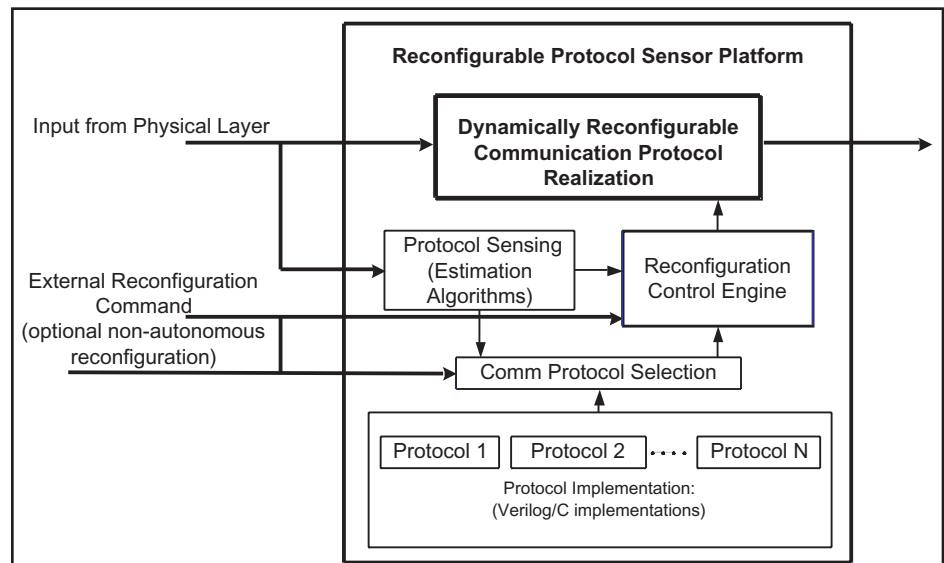 Reconfigurable Protocol Sensor Platform
Input from Physical Layer
Dynamically Reconfigurable
Communication Protocol
Realization
Protocol Sensing
(Estimation
Algorithms)
Reconfiguration
Control Engine
External Reconfiguration
Command
(optional non-autonomous
reconfiguration)
Comm Protocol Selection
Protocol 1
Protocol 2
Protocol N
Protocol Implementation:
(Verilog/C implementations)